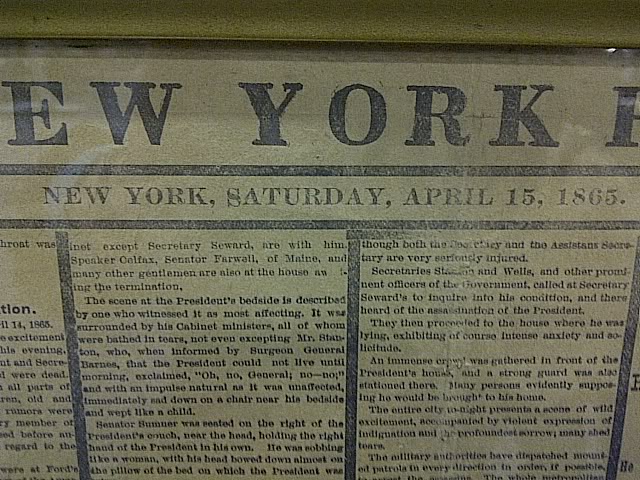 EW YORK
NEW YORK, SATURDAY, APRIL 15, 1865.
hroat was
tion.
il 14, 1865.
excitement
his evening,
nt and Secre-
were dead.
all parts of
ren, old and
rumors were
ry member of
sed before an-
regard to the
were at Ford's
inet except Secretary Seward, are with him.
Speaker Colfax, Senator Farwell, of Maine, and
many other gentlemen are also at the house aw
ing the termination.
The scene at the President's bedside is described
by one who witnessed it as most affecting. It was
surrounded by his Cabinet ministers, all of whom
were bathed in tears, not even excepting Mr. Stan-
ton, who, when informed by Surgeon General
Barnes, that the President could not live until
morning, exclaimed, "Oh, no, General; no—no;"
and with an impulse natural as it was unaffected,
immediately sad down on a chair near his bedside
and wept like a child.
Senator Sumner was seated on the right of the
President's couch, near the head, holding the right
hand of the President in his own. He was sobbing
like a woman, with his head bowed down almost on
the pillow of the bed on which the President was
though both the Secretary and the Assistans Secre-
tary are very seriously injured.
Secretaries Stanton and Wells, and other promi-
nent officers of the Government, called at Secretary
Seward's to inquire into his condition, and there
heard of the assassination of the President.
They then proceeded to the house where he was
lying, exhibiting of course intense anxiety and so-
licitude.
An immense crowd was gathered in front of the
President's house, and a strong guard was also
stationed there. Many persons evidently suppos-
ing he would be brought to his home.
The entire city to-night presents a scene of wild
excitement, accompanied by violent expression of
indignation and the profoundest sorrow; many shed
tears.
The military authorities have dispatched mount-
ed patrols in every direction in order, if possible,
to arrest the assassins. The whole metropolitan
He